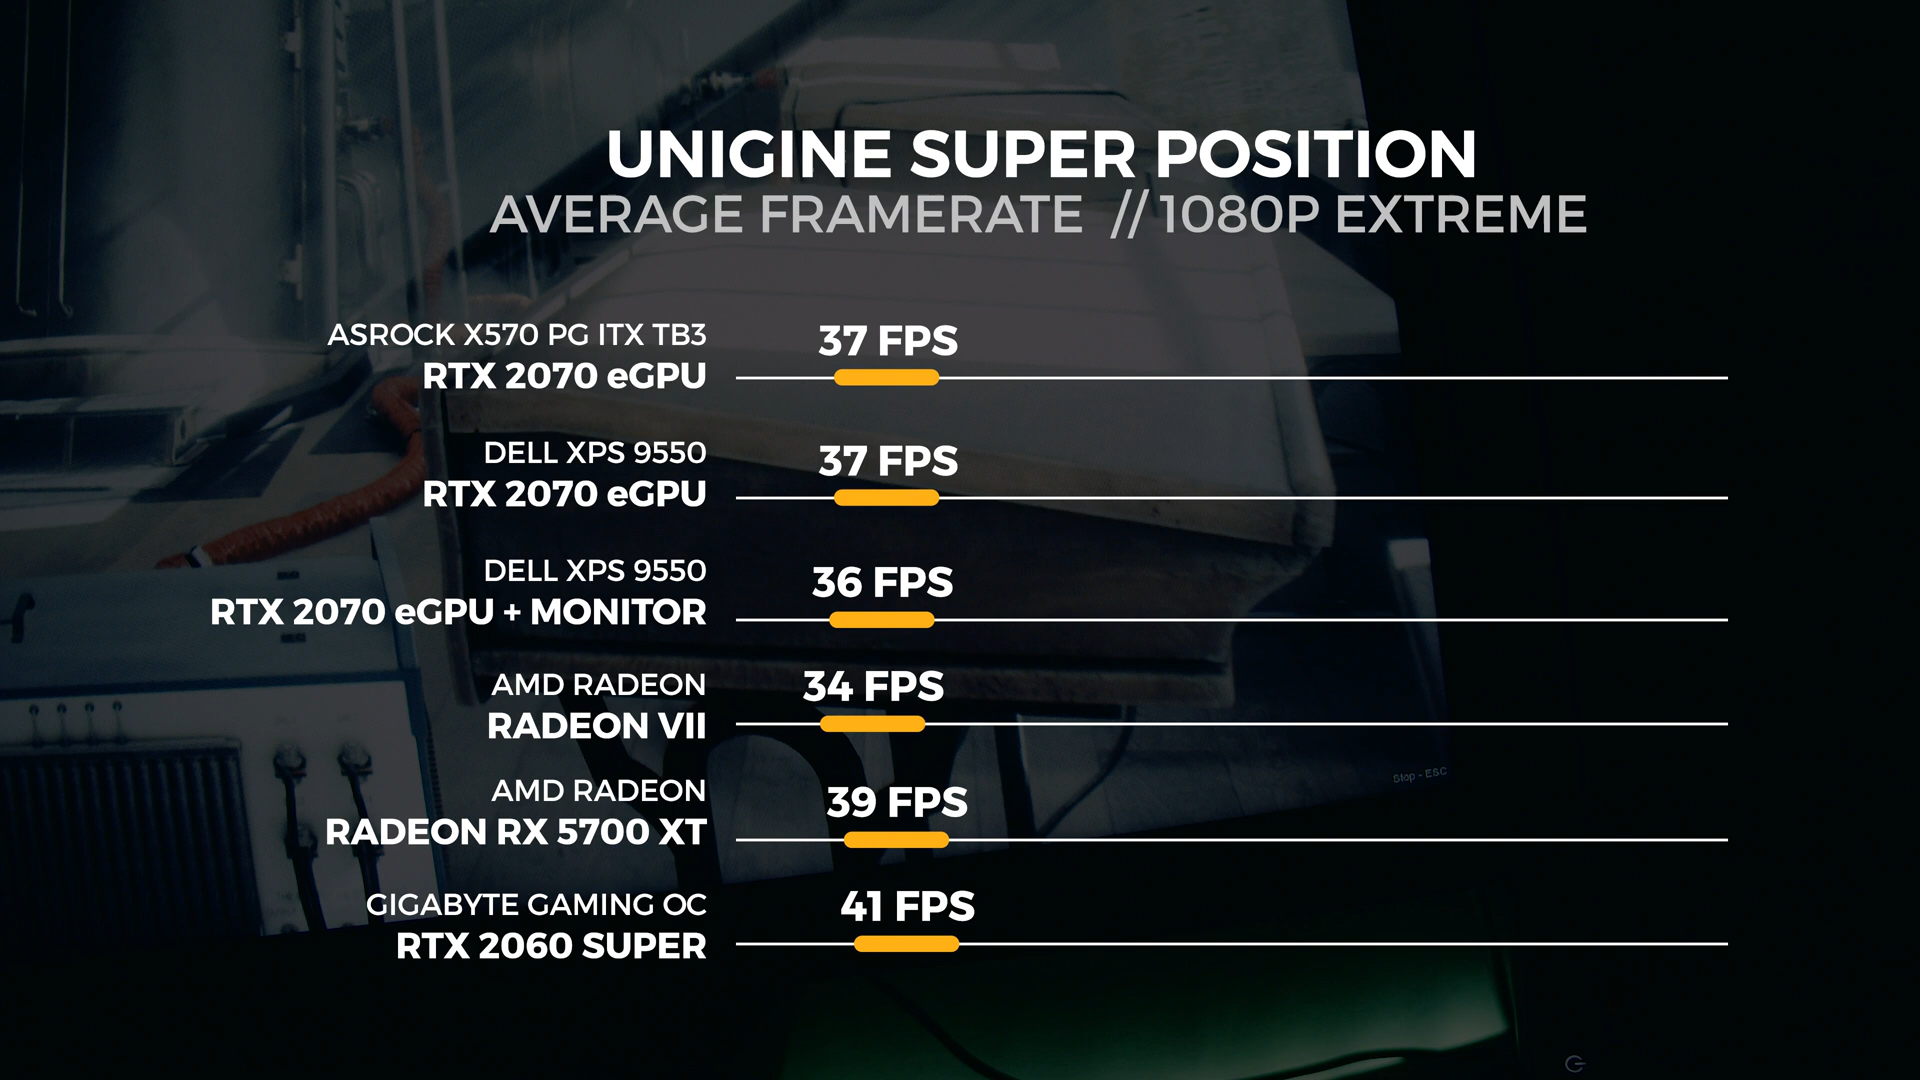 UNIGINE SUPER POSITION
AVERAGE FRAMERATE // 1080P EXTREME
ASROCK X570 PG ITX TB3
RTX 2070 eGPU
37 FPS
DELL XPS 9550
RTX 2070 eGPU
37 FPS
DELL XPS 9550
RTX 2070 eGPU + MONITOR
36 FPS
AMD RADEON
RADEON VII
34 FPS
Stop - ESC
AMD RADEON
RADEON RX 5700 XT
39 FPS
GIGABYTE GAMING OC
RTX 2060 SUPER
41 FPS